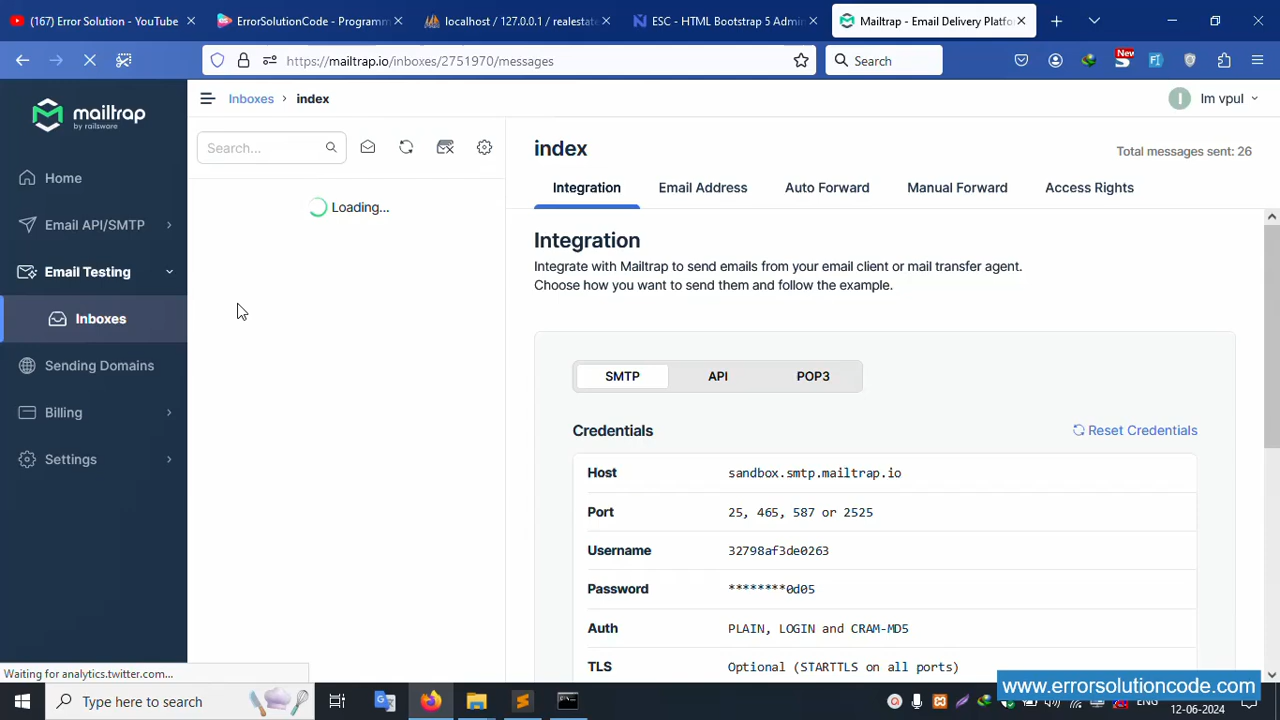 (167) Error Solution - YouTube
ErrorSolutionCode - Programm
localhost / 127.0.0.1 / realestate
ESC - HTML Bootstrap 5 Admin
Mailtrap - Email Delivery Platfo
https://mailtrap.io/inboxes/2751970/messages
Search
New
mailtrap
by railsware
Inboxes > index
I
Im vpul
Search...
Home
Email API/SMTP
Email Testing
Inboxes
Sending Domains
Billing
Settings
Loading...
index
Total messages sent: 26
Integration
Email Address
Auto Forward
Manual Forward
Access Rights
Integration
Integrate with Mailtrap to send emails from your email client or mail transfer agent.
Choose how you want to send them and follow the example.
SMTP
API
POP3
Credentials
Reset Credentials
Host sandbox.smtp.mailtrap.io
Port 25, 465, 587 or 2525
Username 32798af3de0263
Password ********0d05
Auth PLAIN, LOGIN and CRAM-MD5
TLS Optional (STARTTLS on all ports)
Waiting for analytics.twitter.com...
www.errorsolutioncode.com
Type here to search
12-06-2024